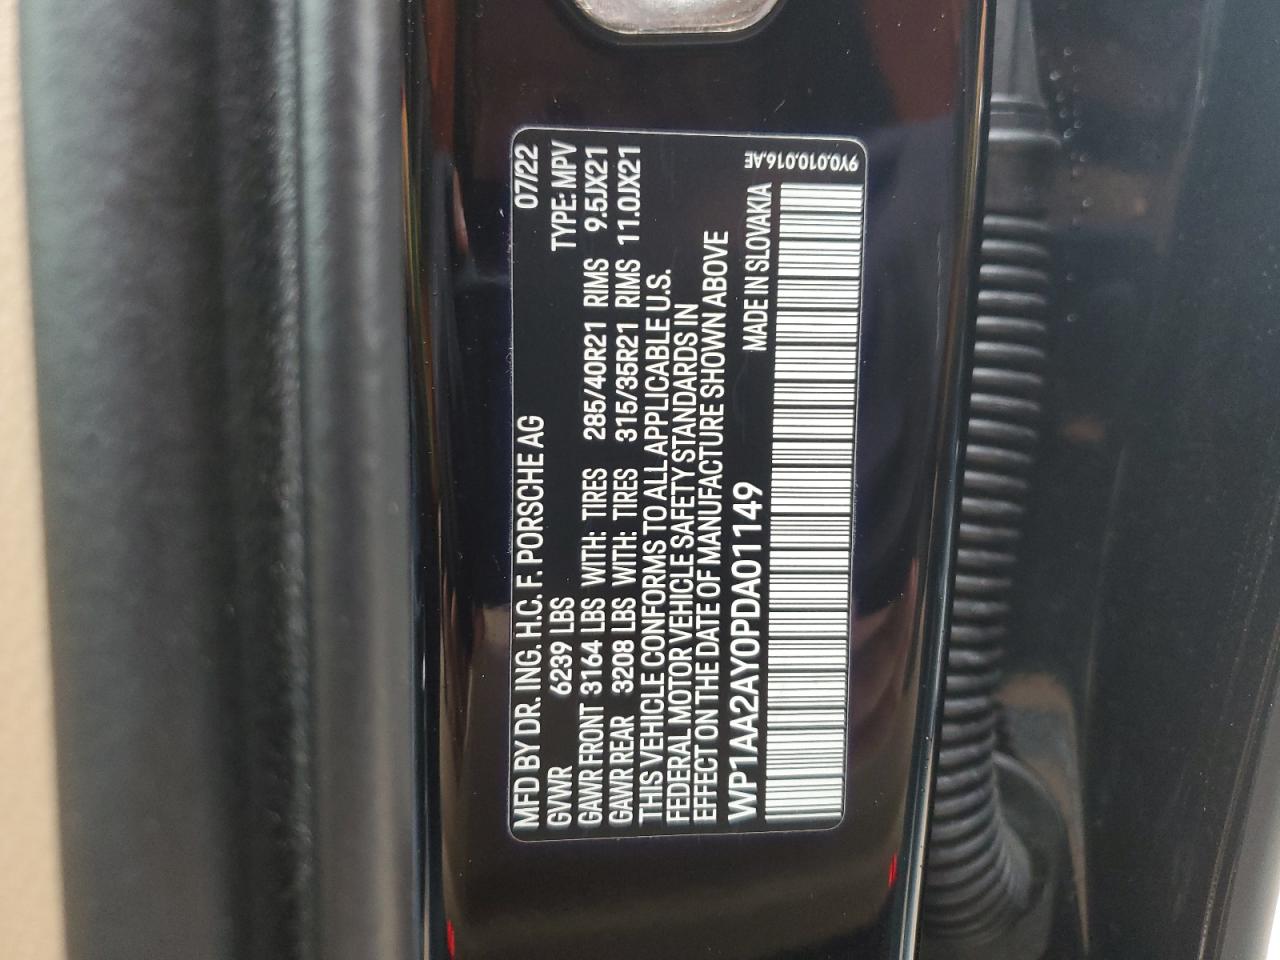 MFD BY DR. ING. H.C. F. PORSCHE AG 07/22
GVWR 6239 LBS TYPE: MPV
GAWR FRONT 3164 LBS WITH: TIRES 285/40R21 RIMS 9.5JX21
GAWR REAR 3208 LBS WITH: TIRES 315/35R21 RIMS 11.0JX21
THIS VEHICLE CONFORMS TO ALL APPLICABLE U.S.
FEDERAL MOTOR VEHICLE SAFETY STANDARDS IN
EFFECT ON THE DATE OF MANUFACTURE SHOWN ABOVE
WP1AA2AY0PDA01149 MADE IN SLOVAKIA
9Y0.010.016.AE